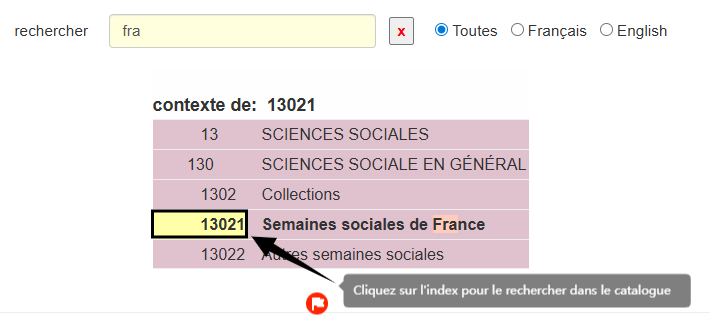 rechercher fra x Toutes Français English
contexte de: 13021
13 SCIENCES SOCIALES
130 SCIENCES SOCIALE EN GÉNÉRAL
1302 Collections
13021 Semaines sociales de France
13022 Autres semaines sociales
Cliquez sur l'index pour le rechercher dans le catalogue